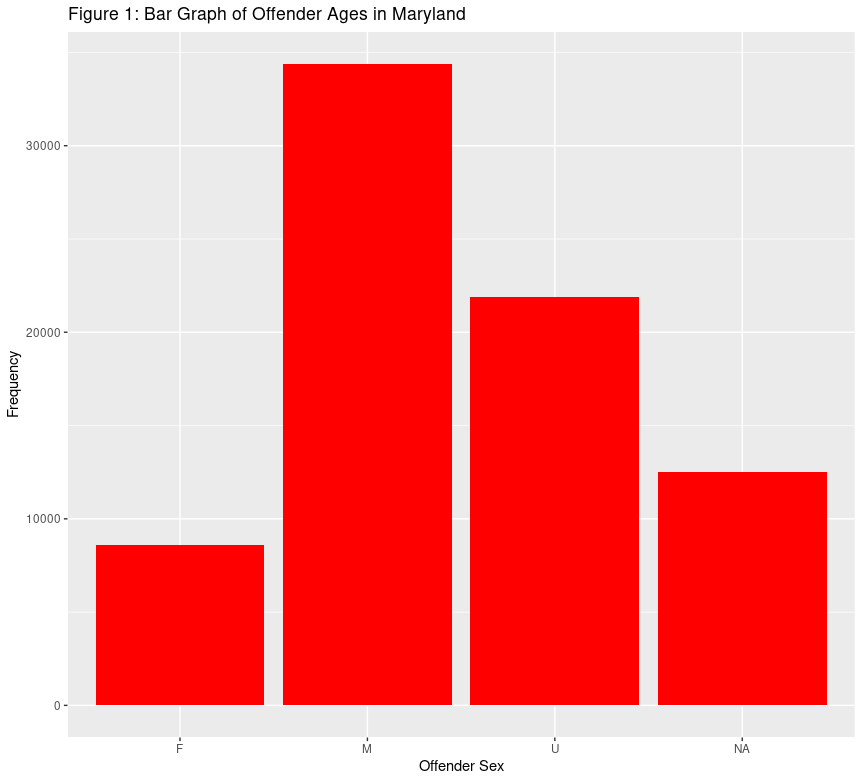 Figure 1: Bar Graph of Offender Ages in Maryland
Frequency
30000
20000
10000
0
F M U NA
Offender Sex